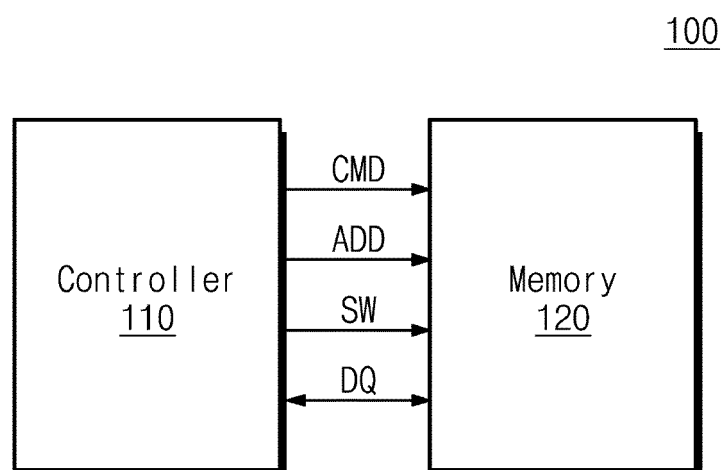 100
CMD
ADD
Controller
110
SW
DQ
Memory
120